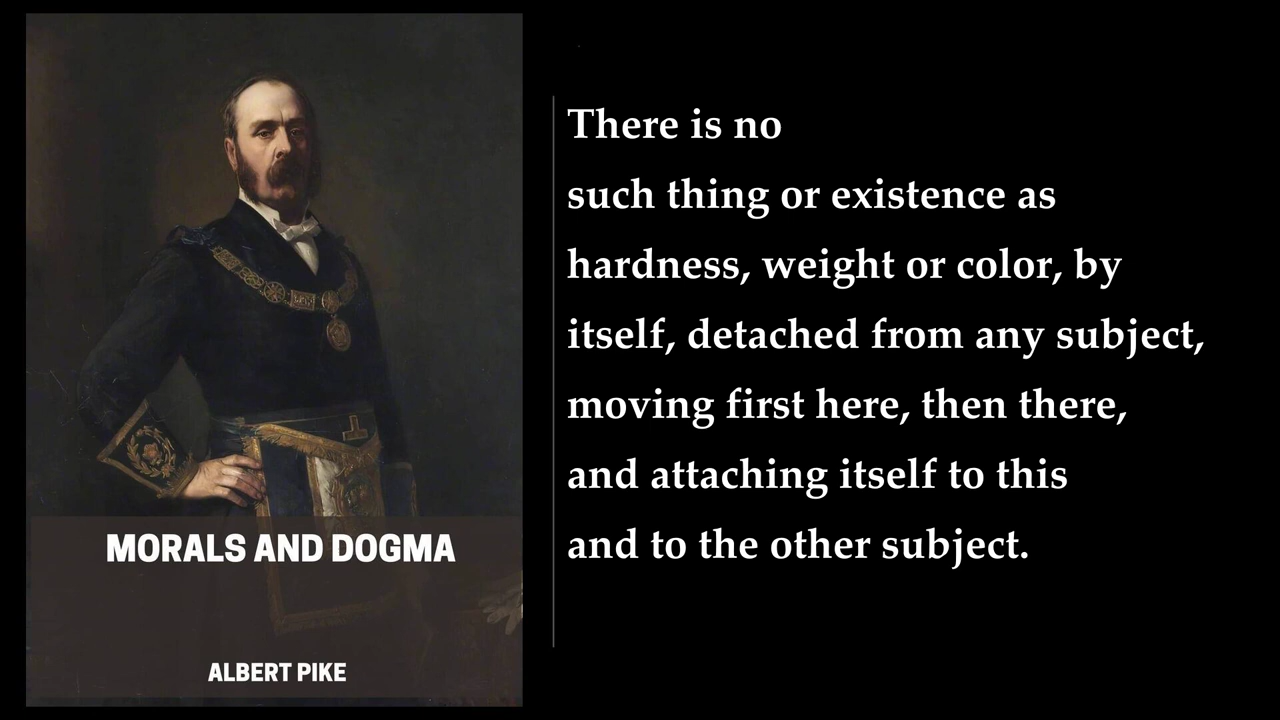 MORALS AND DOGMA
ALBERT PIKE
There is no
such thing or existence as
hardness, weight or color, by
itself, detached from any subject,
moving first here, then there,
and attaching itself to this
and to the other subject.